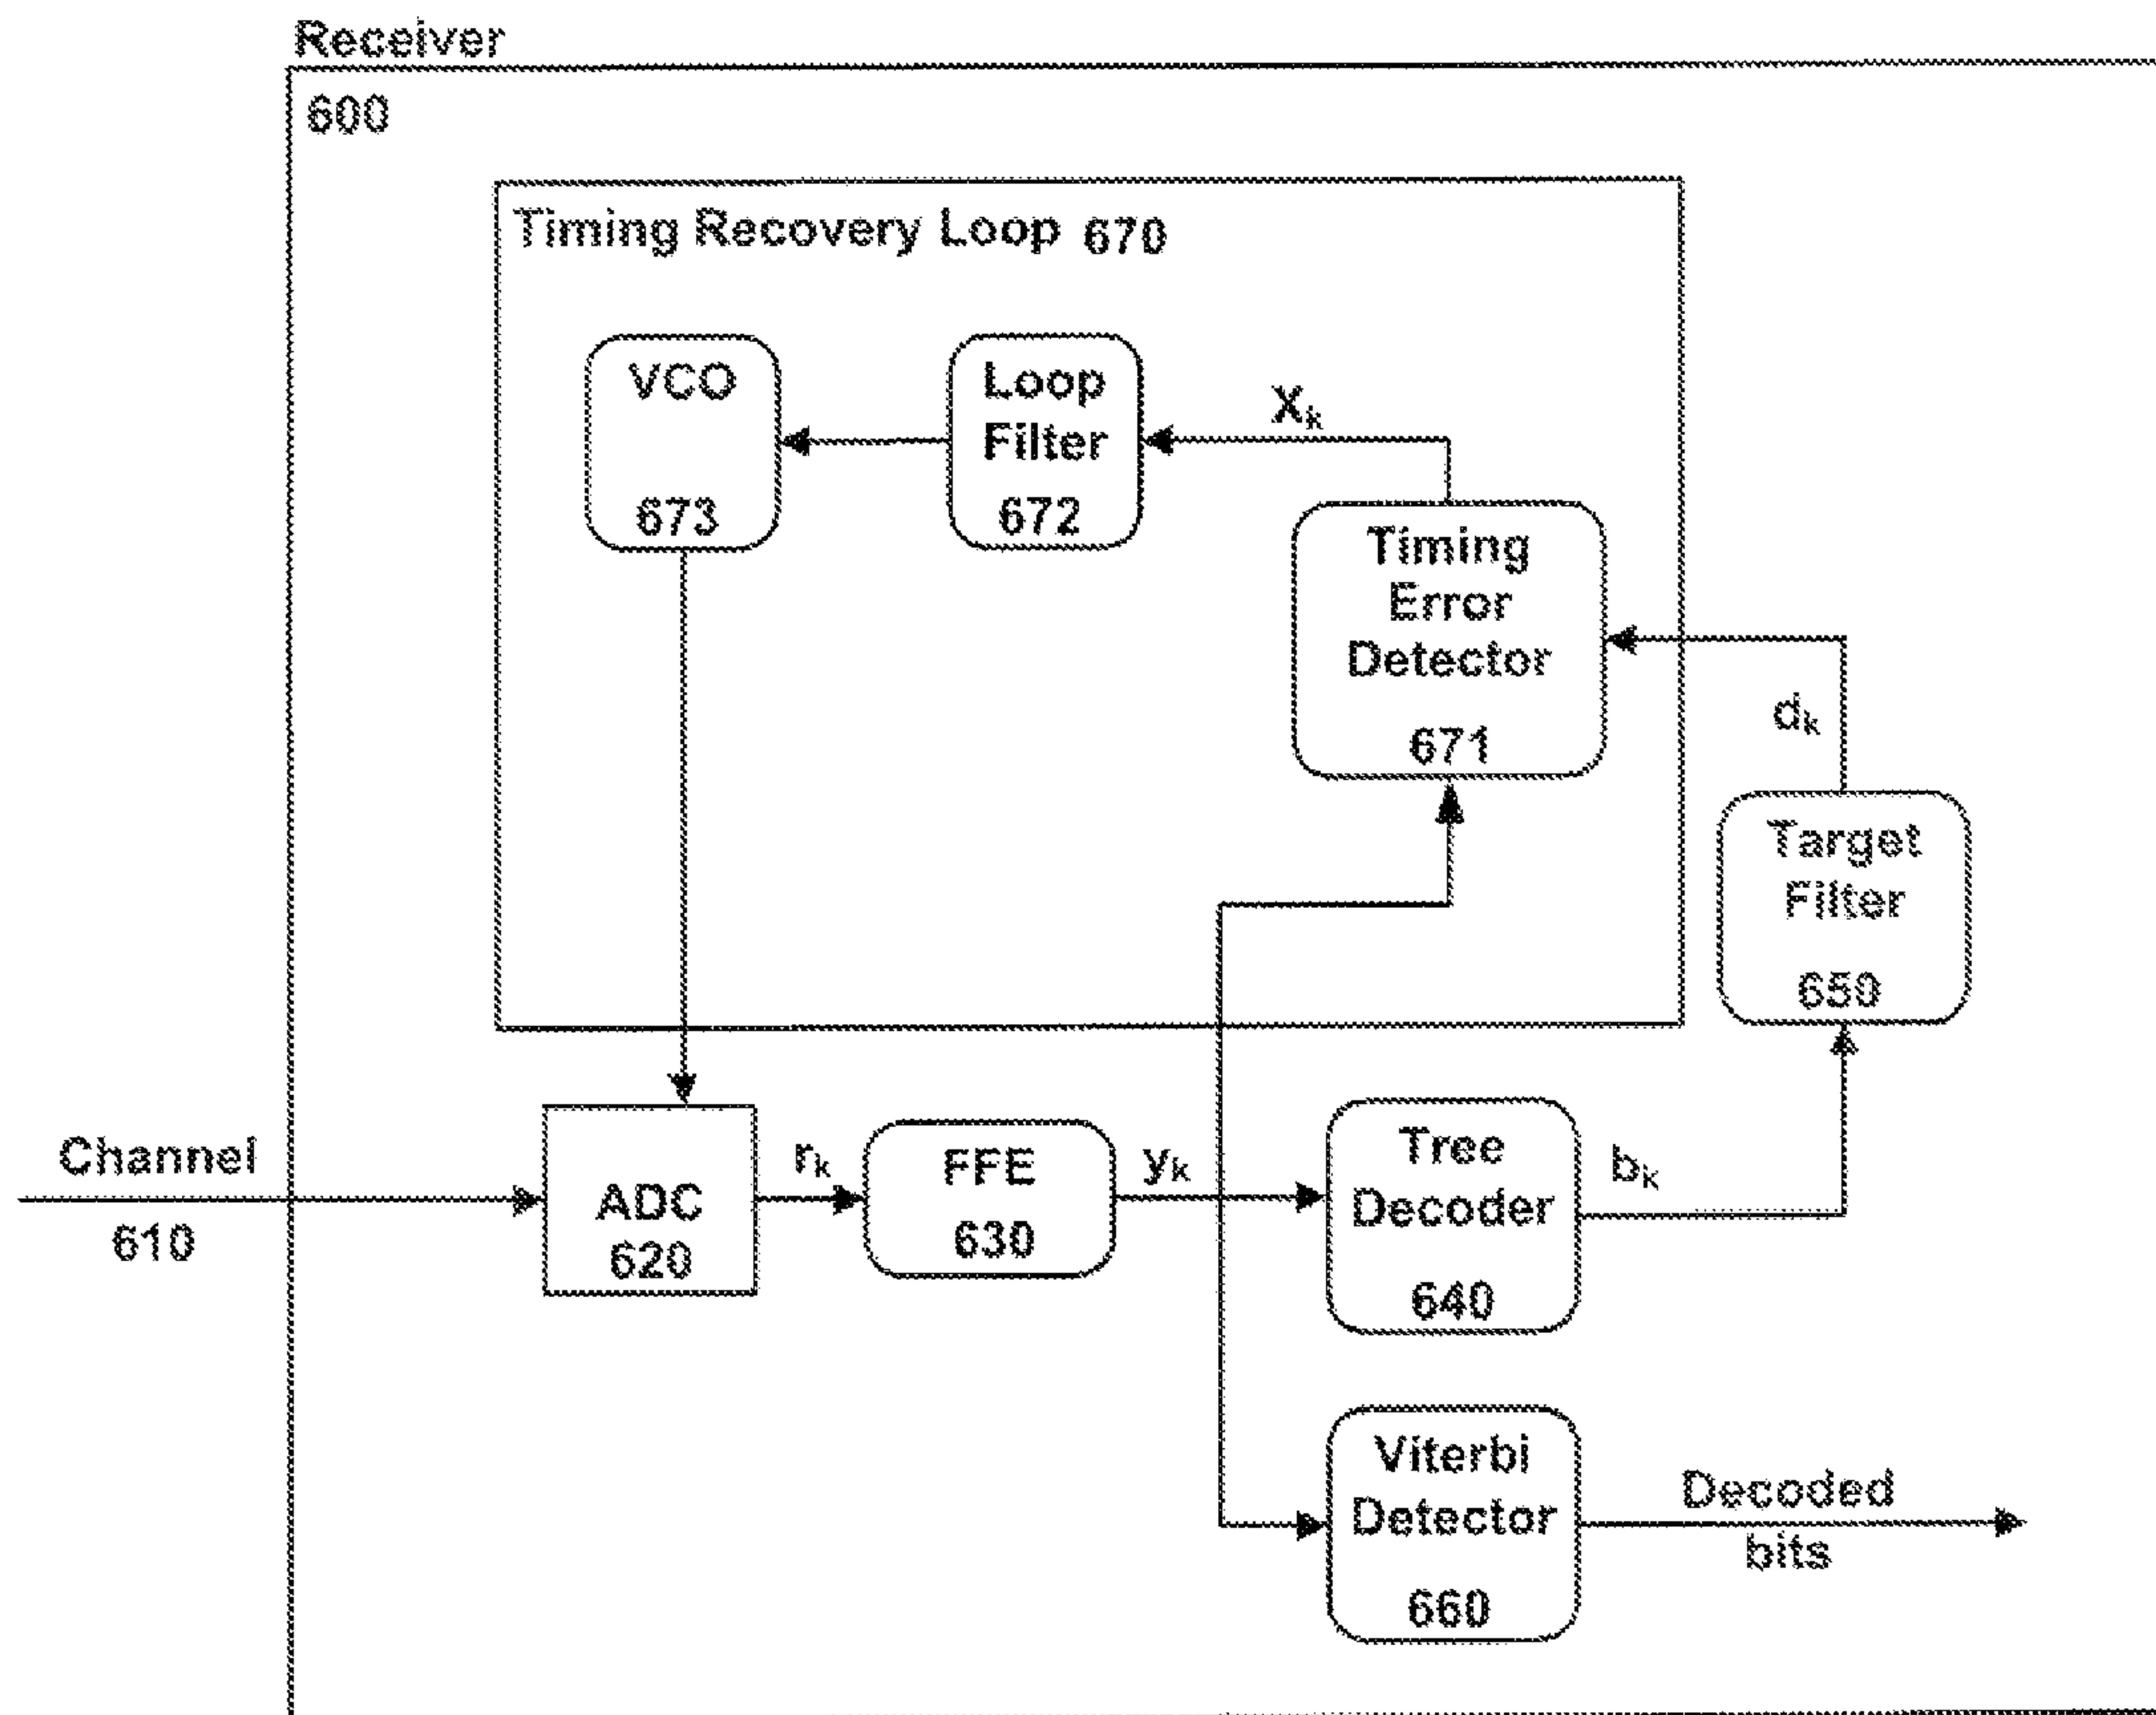 Receiver
600
Timing Recovery Loop 670
VCO
673
Loop
Filter
672
Xk
Timing
Error
Detector
671
dk
Target
Filter
650
Channel
610
ADC
620
rk
FFE
630
yk
Tree
Decoder
640
bk
Viterbi
Detector
660
Decoded
bits